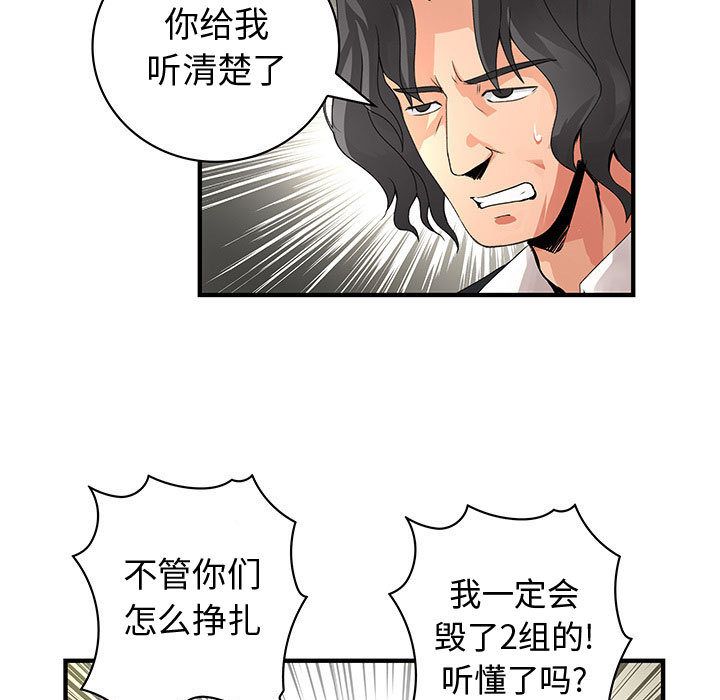 你给我
听清楚了
不管你们
怎么挣扎
我一定会
毁了2组的!
听懂了吗?